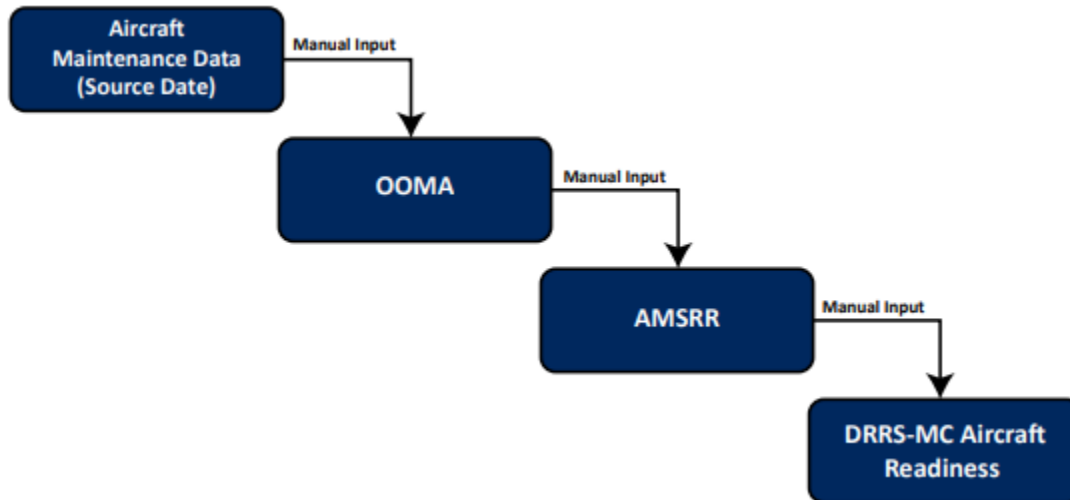 Aircraft
Maintenance Data
(Source Date)
Manual Input
OOMA
Manual Input
AMSRR
Manual Input
DRRS-MC Aircraft
Readiness